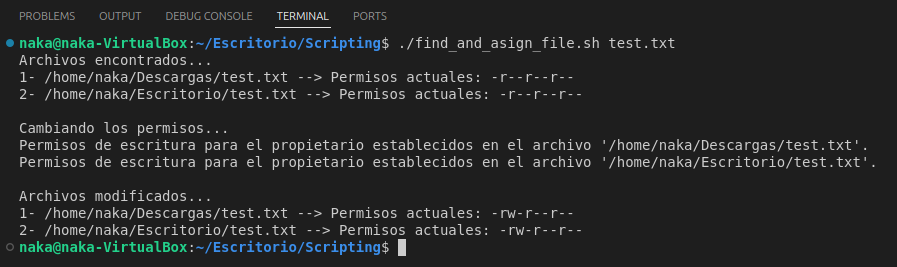 PROBLEMS OUTPUT DEBUG CONSOLE TERMINAL PORTS
naka@naka-VirtualBox:~/Escritorio/Scripting$ ./find_and_asign_file.sh test.txt
Archivos encontrados...
1- /home/naka/Descargas/test.txt --> Permisos actuales: -r--r--r--
2- /home/naka/Escritorio/test.txt --> Permisos actuales: -r--r--r--
Cambiando los permisos...
Permisos de escritura para el propietario establecidos en el archivo '/home/naka/Descargas/test.txt'.
Permisos de escritura para el propietario establecidos en el archivo '/home/naka/Escritorio/test.txt'.
Archivos modificados...
1- /home/naka/Descargas/test.txt --> Permisos actuales: -rw-r--r--
2- /home/naka/Escritorio/test.txt --> Permisos actuales: -rw-r--r--
naka@naka-VirtualBox:~/Escritorio/Scripting$